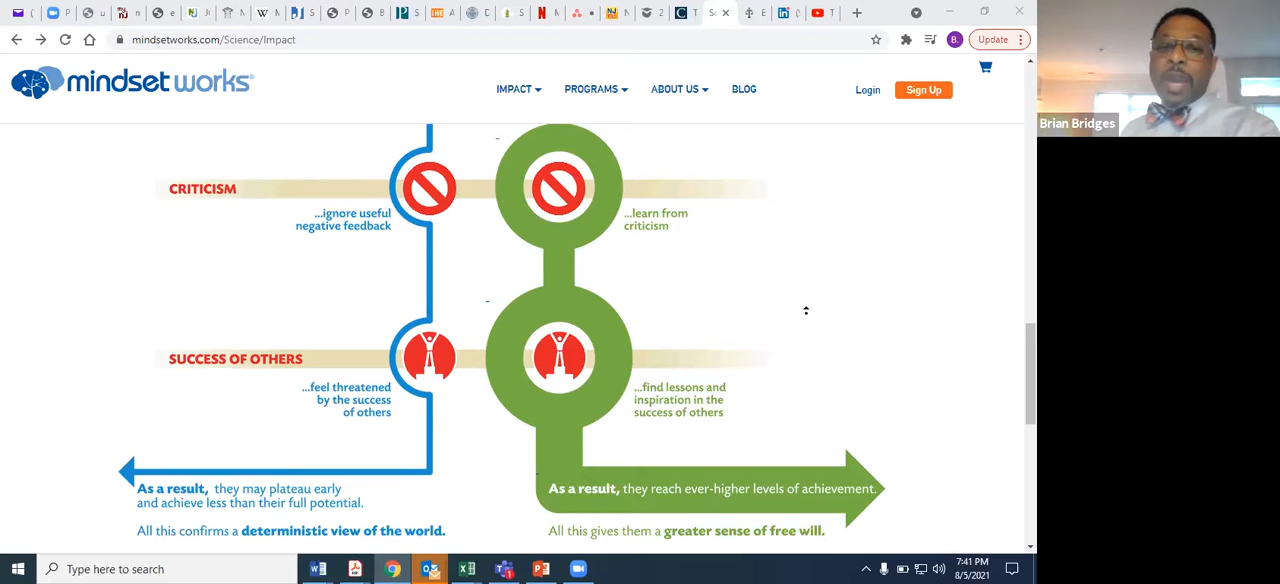 mindsetworks.com/Science/Impact
B.
Update
mindset works®
IMPACT
PROGRAMS
ABOUT US
BLOG
Login
Sign Up
Brian Bridges
CRITICISM
...ignore useful
negative feedback
...learn from
criticism
SUCCESS OF OTHERS
...feel threatened
by the success
of others
...find lessons and
inspiration in the
success of others
As a result, they may plateau early
and achieve less than their full potential.
All this confirms a deterministic view of the world.
As a result, they reach ever-higher levels of achievement.
All this gives them a greater sense of free will.
Type here to search
7:41 PM
8/5/2021